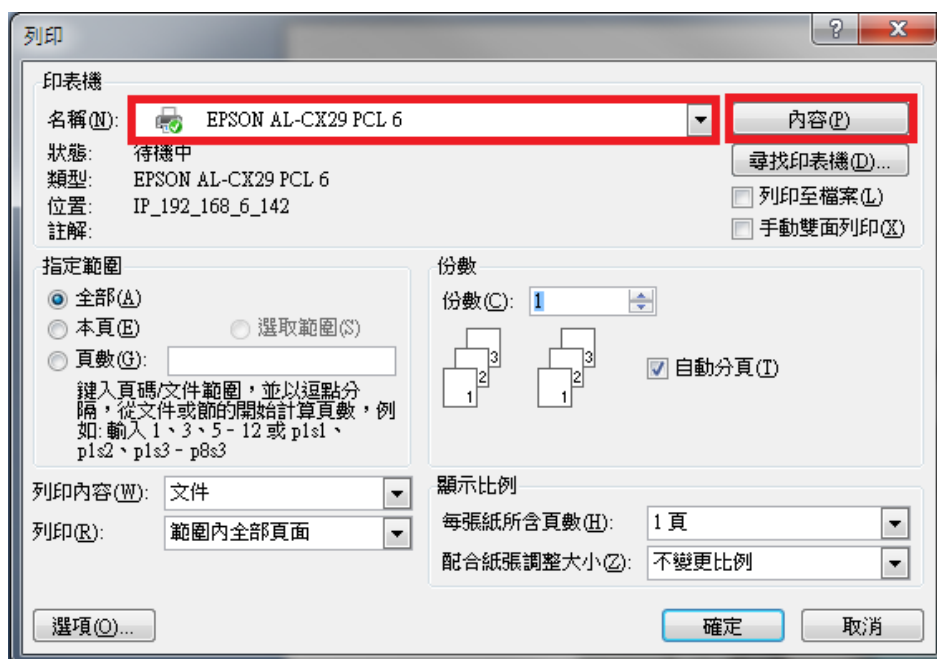 列印
印表機
名稱(N): EPSON AL-CX29 PCL 6 內容(P)
狀態: 待機中 尋找印表機(D)...
類型: EPSON AL-CX29 PCL 6
位置: IP_192_168_6_142 列印至檔案(L)
註解: 手動雙面列印(X)
指定範圍
全部(A)
本頁(E) 選取範圍(S)
頁數(G):
鍵入頁碼/文件範圍，並以逗點分
隔，從文件或節的開始計算頁數，例
如: 輸入 1、3、5 - 12 或 p1s1、
p1s2、p1s3 - p8s3
份數
份數(C): 1
1 2 3 1 2 3
自動分頁(T)
列印內容(W): 文件
列印(R): 範圍內全部頁面
顯示比例
每張紙所含頁數(H): 1 頁
配合紙張調整大小(Z): 不變更比例
選項(O)... 確定 取消